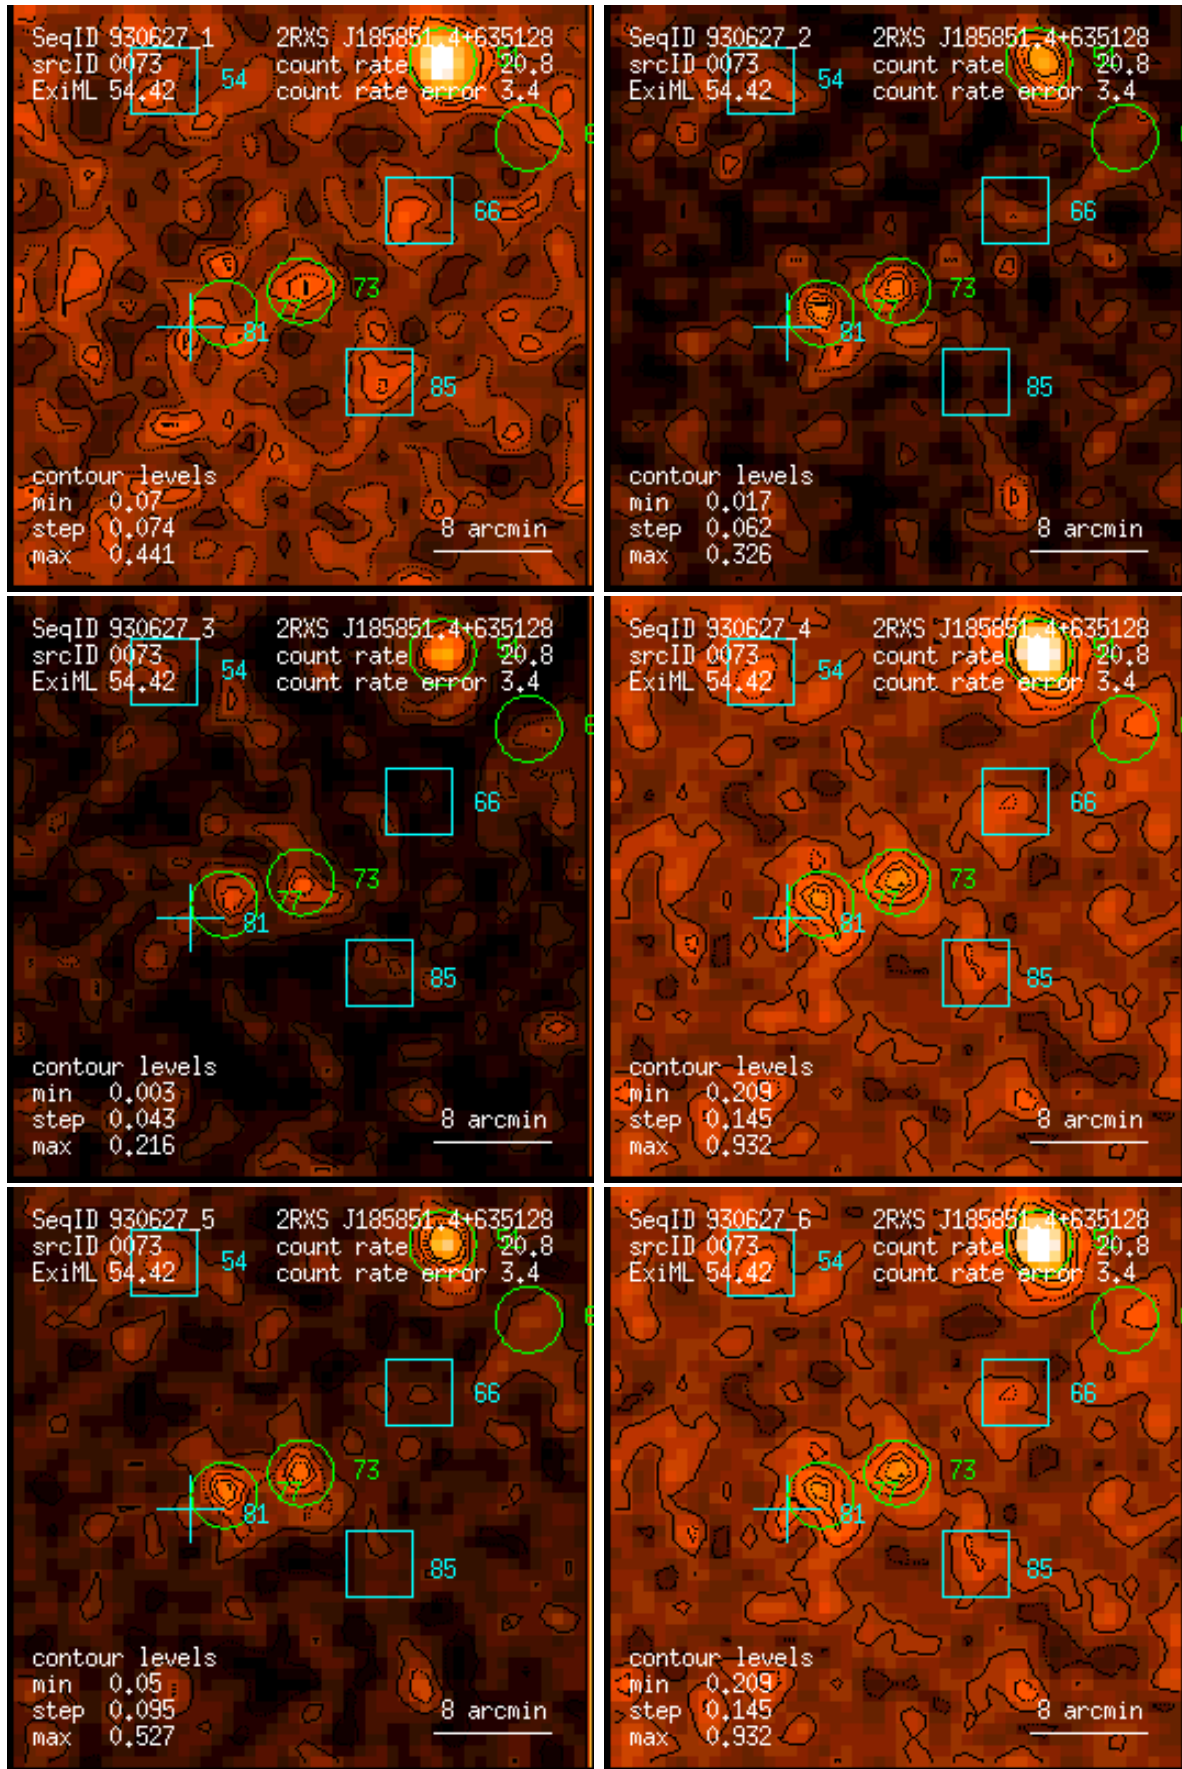 SeqID 930627_1 2RXS J185851.4+635128
srcID 0073 count rate 20.8
ExiML 54.42 count rate error 3.4
54
66
73
77
81
85
contour levels
min 0.07
step 0.074
max 0.441
8 arcmin
SeqID 930627_2 2RXS J185851.4+635128
srcID 0073 count rate 20.8
ExiML 54.42 count rate error 3.4
54
66
73
77
81
85
contour levels
min 0.017
step 0.062
max 0.326
8 arcmin
SeqID 930627_3 2RXS J185851.4+635128
srcID 0073 count rate 20.8
ExiML 54.42 count rate error 3.4
54
66
73
77
81
85
contour levels
min 0.003
step 0.043
max 0.216
8 arcmin
SeqID 930627_4 2RXS J185851.4+635128
srcID 0073 count rate 20.8
ExiML 54.42 count rate error 3.4
54
66
73
77
81
85
contour levels
min 0.209
step 0.145
max 0.932
8 arcmin
SeqID 930627_5 2RXS J185851.4+635128
srcID 0073 count rate 20.8
ExiML 54.42 count rate error 3.4
54
66
73
77
81
85
contour levels
min 0.05
step 0.095
max 0.527
8 arcmin
SeqID 930627_6 2RXS J185851.4+635128
srcID 0073 count rate 20.8
ExiML 54.42 count rate error 3.4
54
66
73
77
81
85
contour levels
min 0.209
step 0.145
max 0.932
8 arcmin